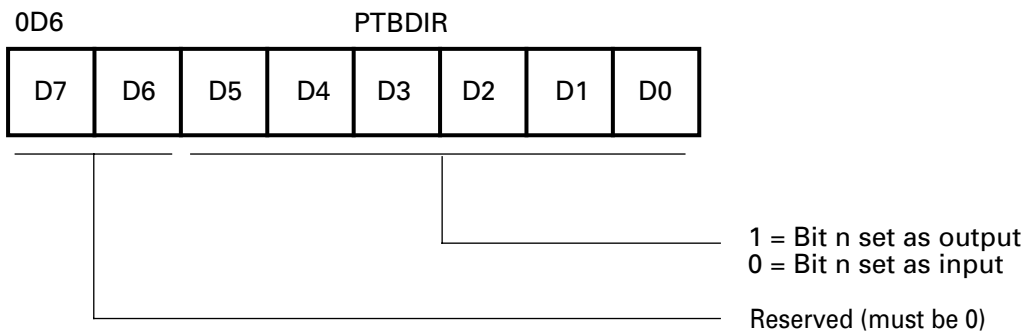 0D6 PTBDIR
D7 D6 D5 D4 D3 D2 D1 D0
1 = Bit n set as output
0 = Bit n set as input
Reserved (must be 0)